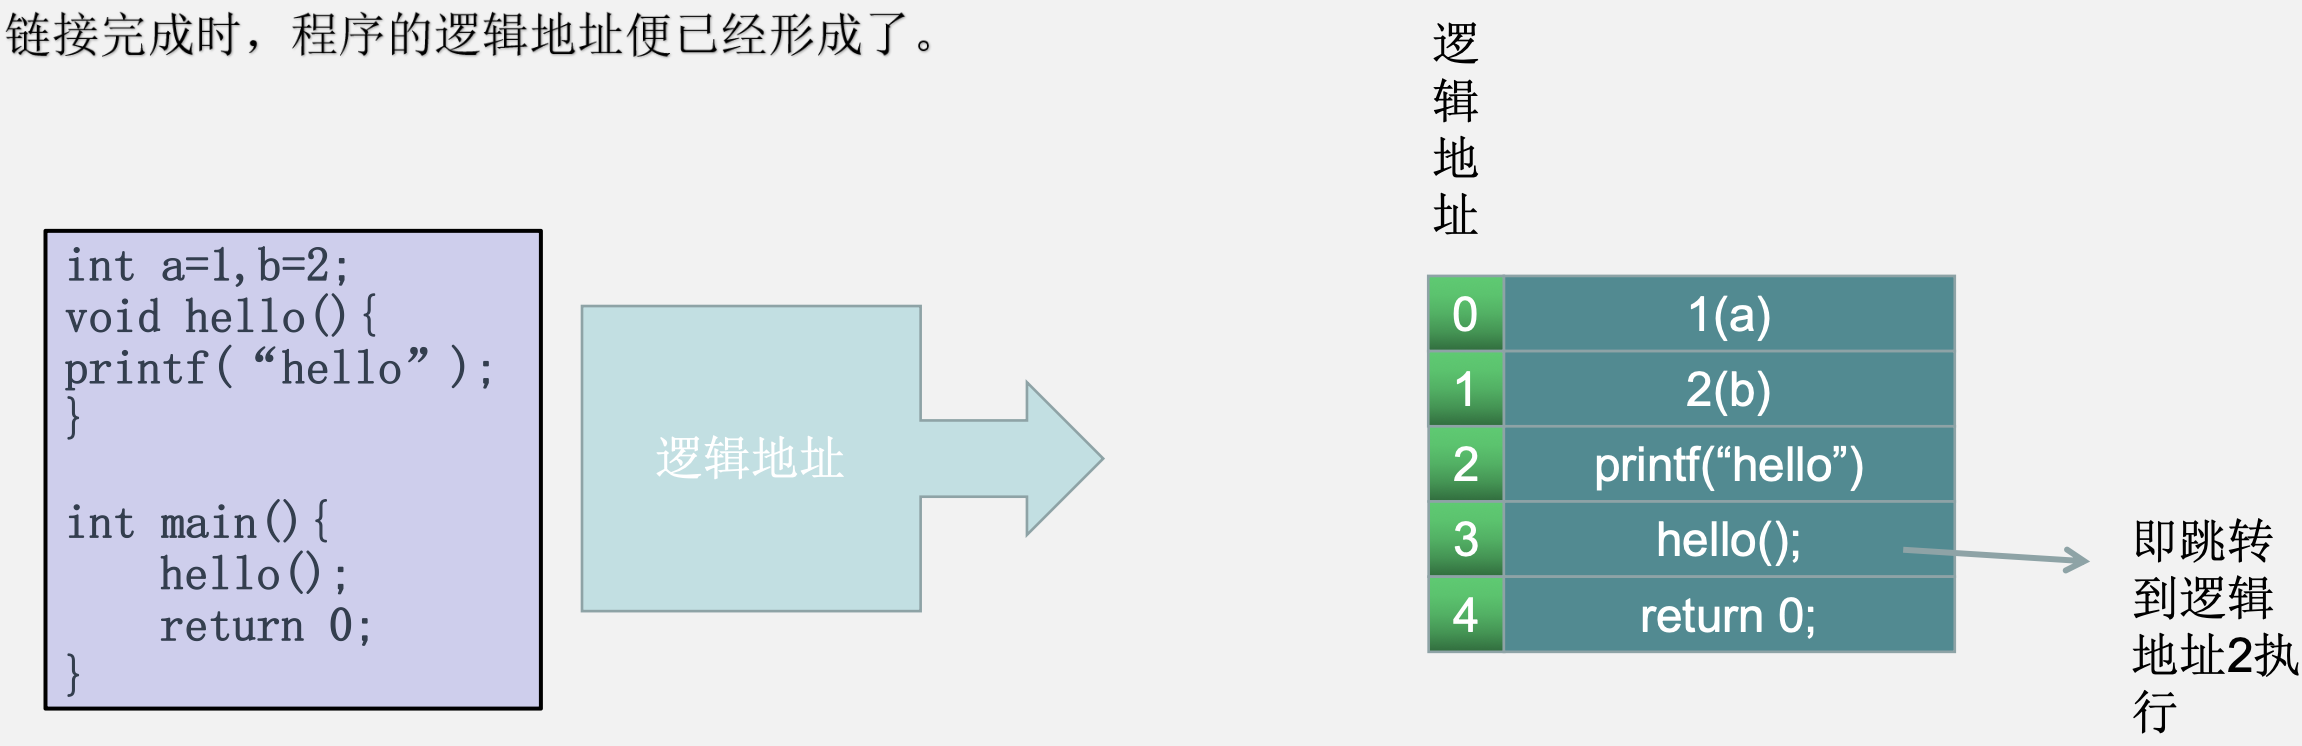 链接完成时，程序的逻辑地址便已经形成了。
int a=1,b=2;
void hello(){
printf(“hello”);
}
int main(){
hello();
return 0;
}
逻辑地址
逻
辑
地
址
0 1(a)
1 2(b)
2 printf(“hello”)
3 hello();
4 return 0;
即跳转
到逻辑
地址2执
行